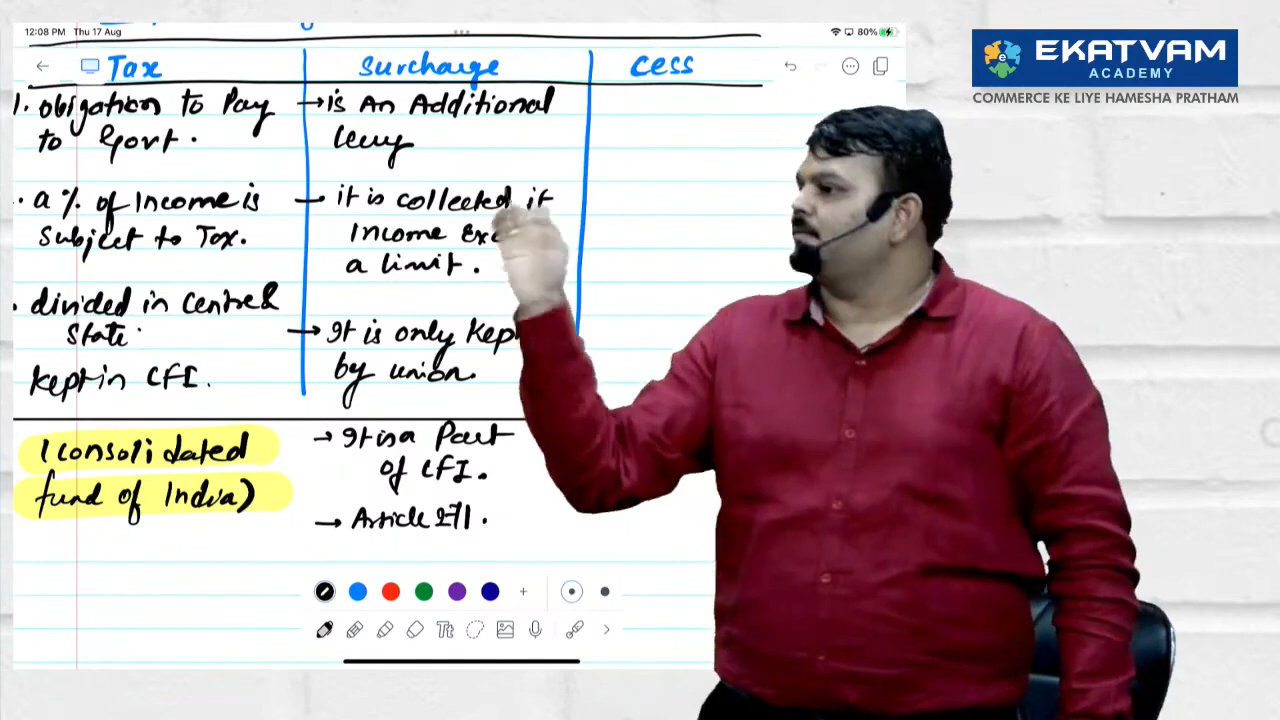 12:08 PM Thu 17 Aug
80%
EKATVAM
ACADEMY
COMMERCE KE LIYE HAMESHA PRATHAM
Tax
Surcharge
Cess
1. obligation to Pay
to Govt.
a % of Income is
Subject to Tax.
divided in Centre &
State
Kept in CFI.
(Consolidated
fund of India)
→ is An Additional
levy
it is collected if
Income
a limit.
→ It is only Kep
by union.
→ It is a Part
of CFI.
→ Article 271.
Tt